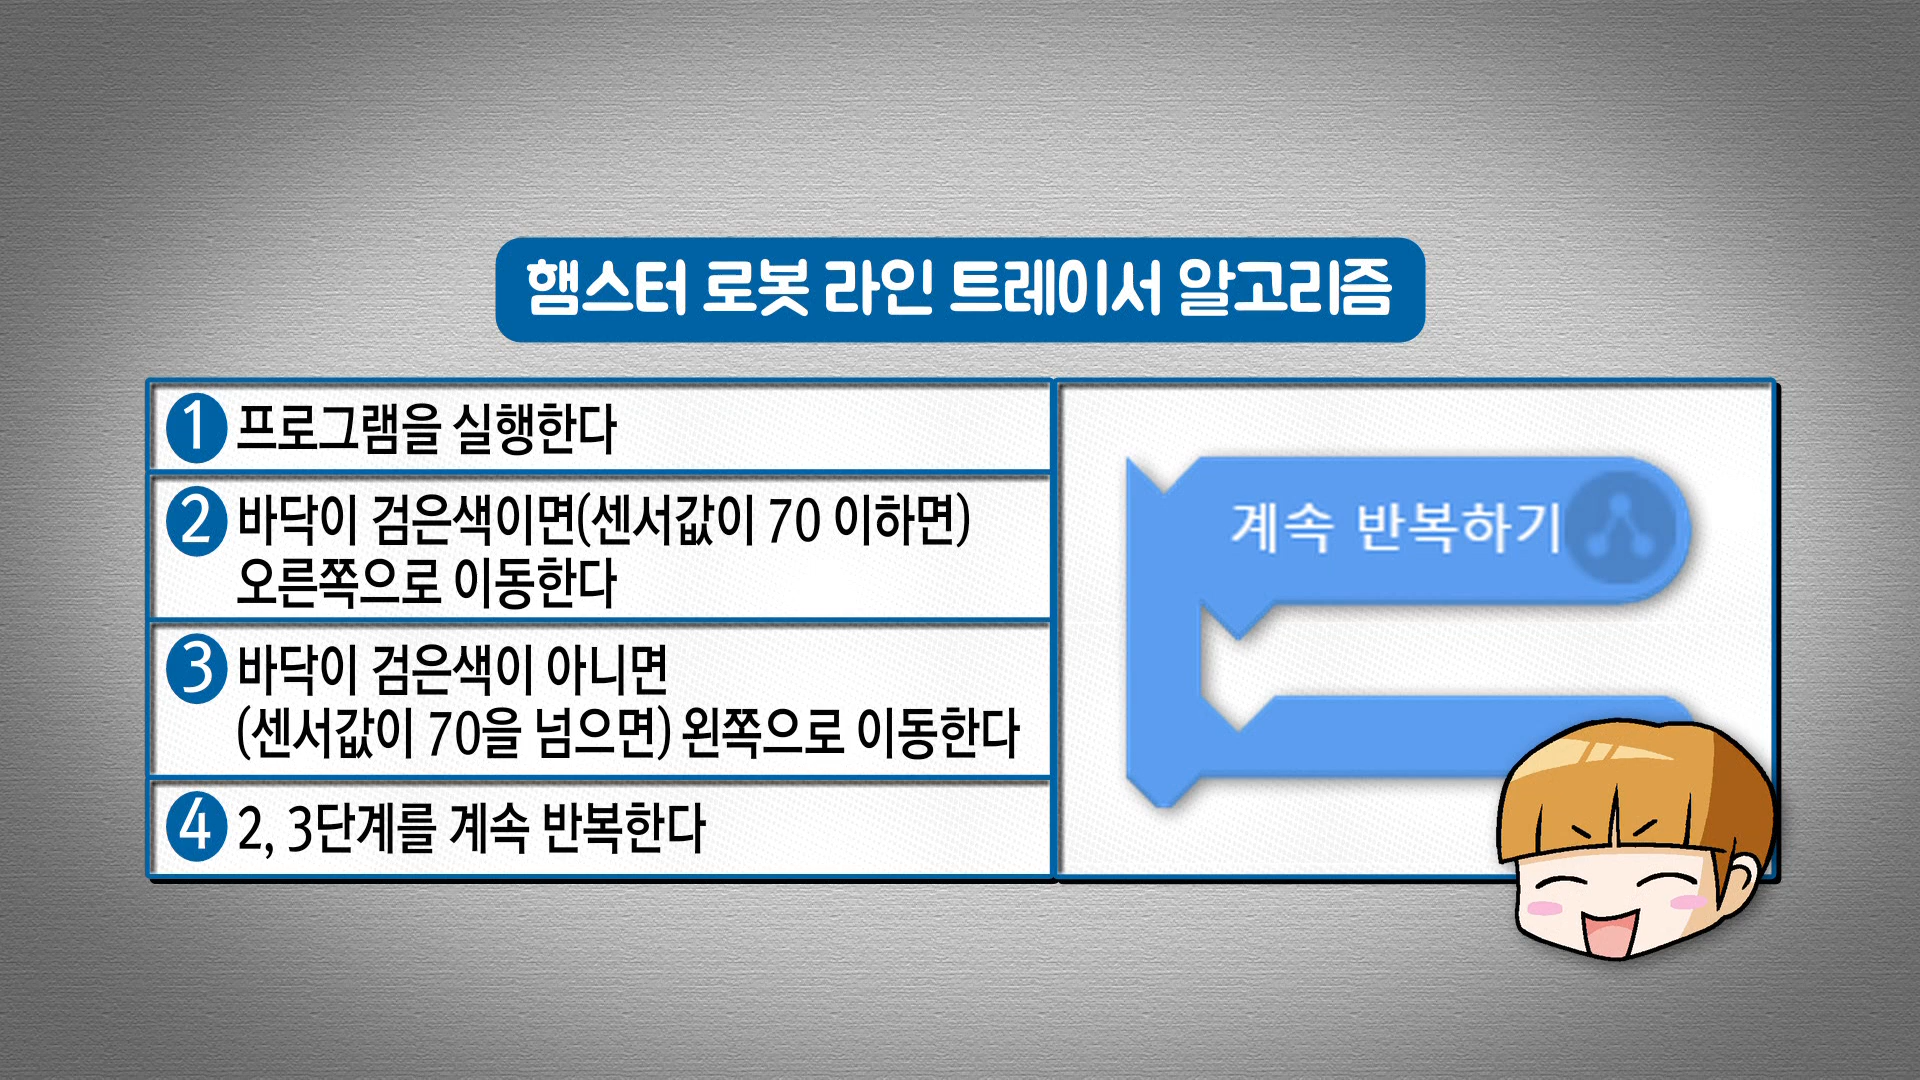 햄스터 로봇 라인 트레이서 알고리즘
1 프로그램을 실행한다
2 바닥이 검은색이면(센서값이 70 이하면)
오른쪽으로 이동한다
3 바닥이 검은색이 아니면
(센서값이 70을 넘으면) 왼쪽으로 이동한다
4 2, 3단계를 계속 반복한다
계속 반복하기